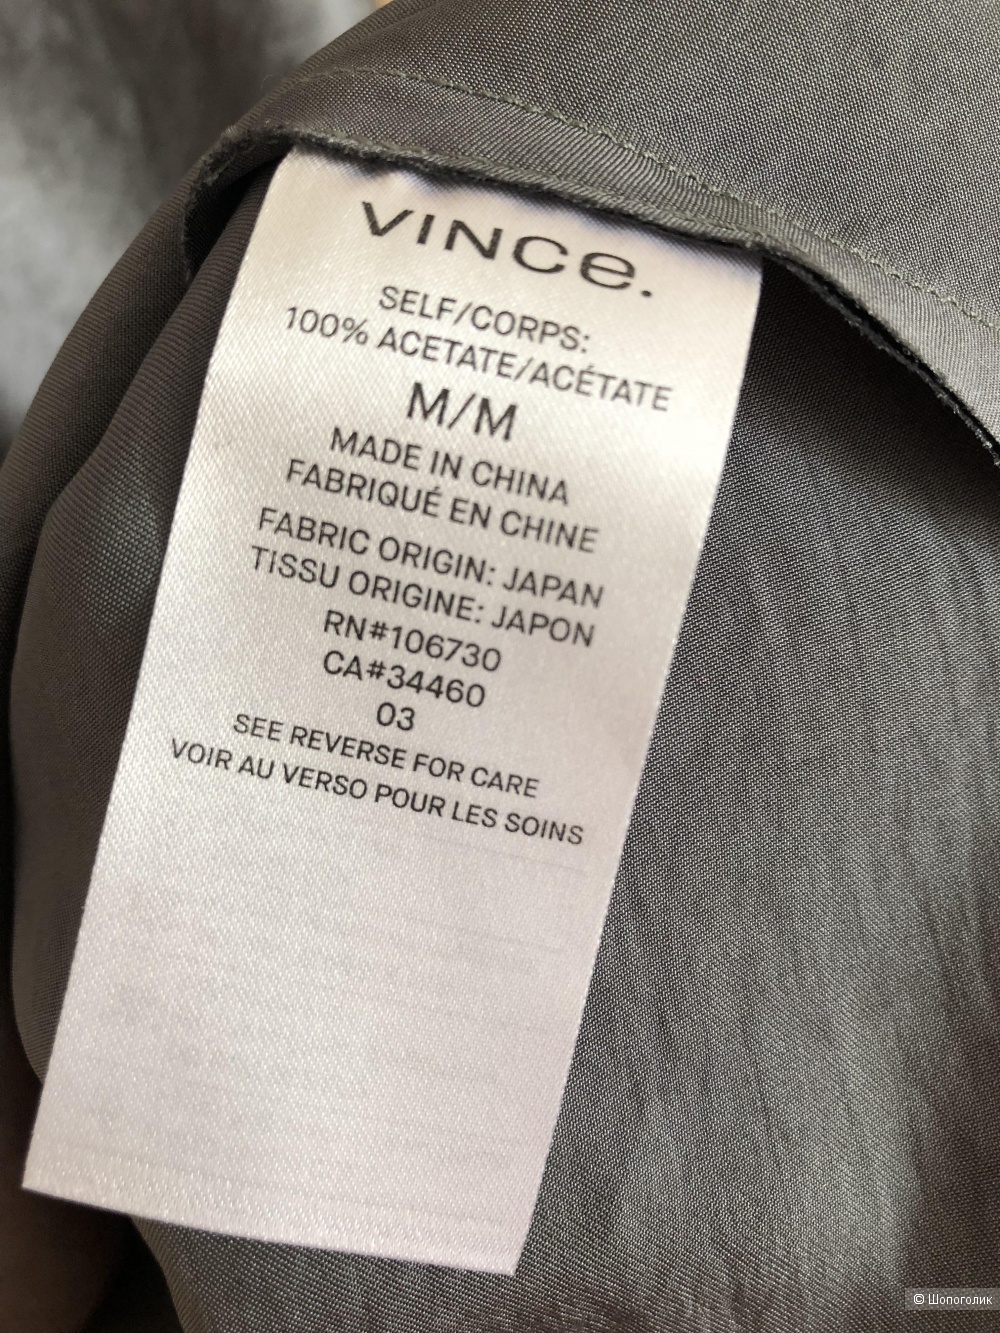 VINCe.
SELF/CORPS:
100% ACETATE/ACÉTATE
M/M
MADE IN CHINA
FABRIQUÉ EN CHINE
FABRIC ORIGIN: JAPAN
TISSU ORIGINE: JAPON
RN#106730
CA#34460
03
SEE REVERSE FOR CARE
VOIR AU VERSO POUR LES SOINS
© Шопоголик